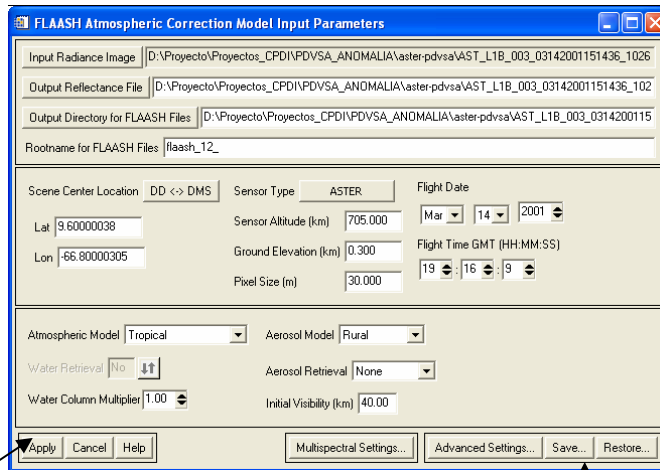 FLAASH Atmospheric Correction Model Input Parameters
Input Radiance Image D:\Proyecto\Proyectos_CPDI\PDVSA_ANOMALIA\aster-pdvsa\AST_L1B_003_03142001151436_1026
Output Reflectance File D:\Proyecto\Proyectos_CPDI\PDVSA_ANOMALIA\aster-pdvsa\AST_L1B_003_03142001151436_102
Output Directory for FLAASH Files D:\Proyecto\Proyectos_CPDI\PDVSA_ANOMALIA\aster-pdvsa\AST_L1B_003_0314200115
Rootname for FLAASH Files flaash_12_
Scene Center Location DD <-> DMS Sensor Type ASTER Flight Date
Lat 9.60000038 Sensor Altitude (km) 705.000 Mar 14 2001
Lon -66.80000305 Ground Elevation (km) 0.300 Flight Time GMT (HH:MM:SS)
Pixel Size (m) 30.000 19 : 16 : 9
Atmospheric Model Tropical Aerosol Model Rural
Water Retrieval No Aerosol Retrieval None
Water Column Multiplier 1.00 Initial Visibility (km) 40.00
Apply Cancel Help Multispectral Settings... Advanced Settings... Save... Restore...